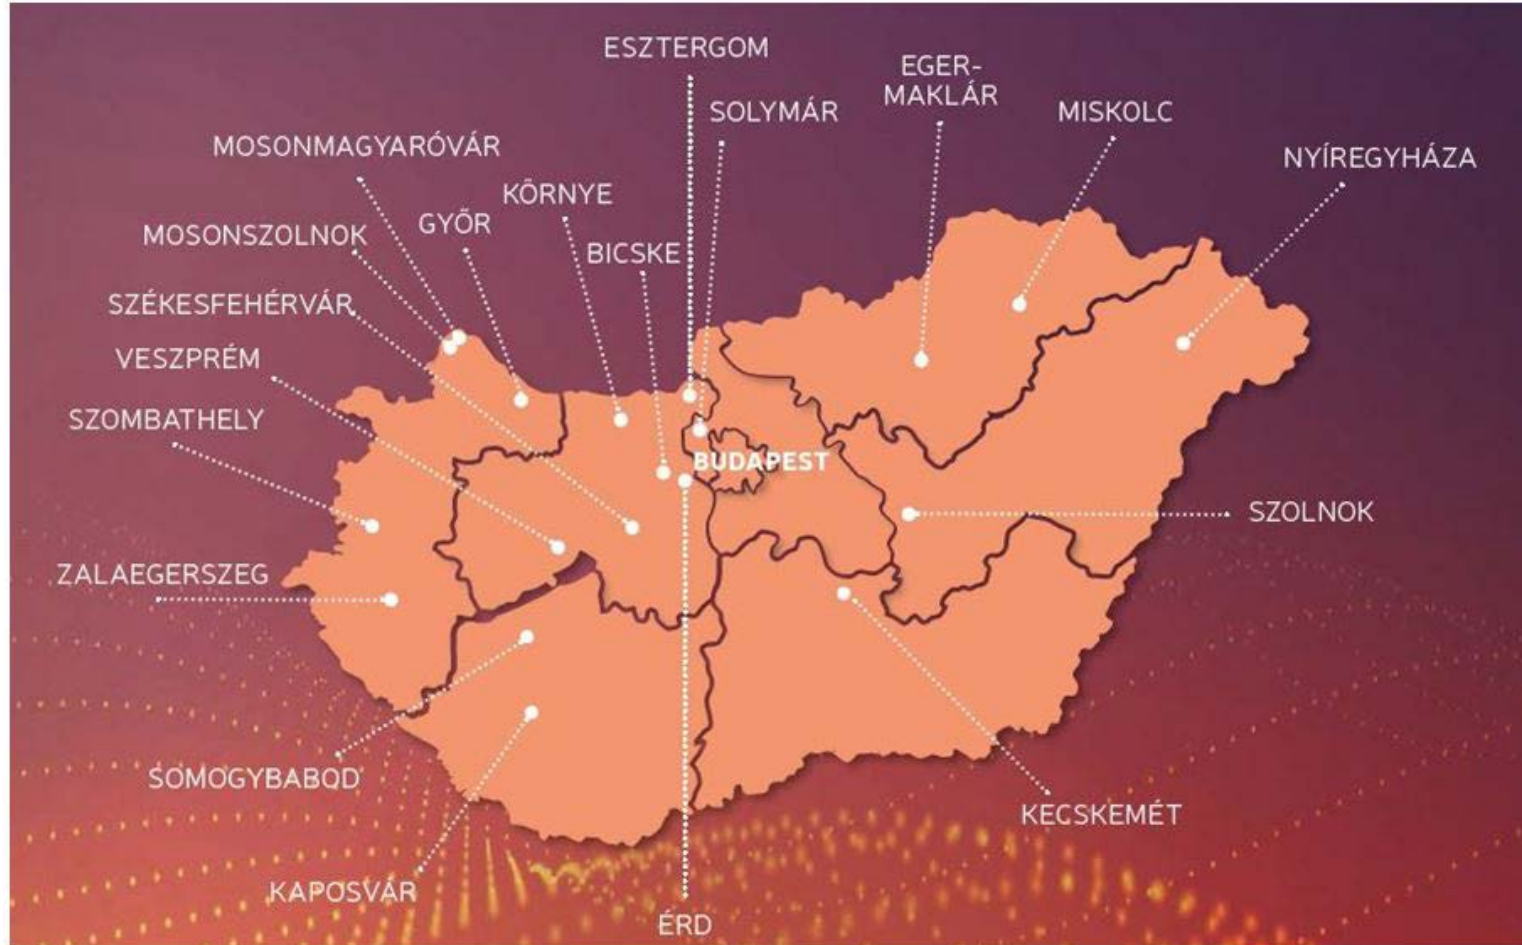 ESZTERGOM
EGER-
MAKLÁR
SOLYMÁR
MISKOLC
MOSONMAGYARÓVÁR
NYÍREGYHÁZA
KÖRNYE
GYŐR
MOSONSZOLNOK
BICSKE
SZÉKESFEHÉRVÁR
VESZPRÉM
SZOMBATHELY
BUDAPEST
SZOLNOK
ZALAEGERSZEG
SOMOGYBABOD
KECSKEMÉT
KAPOSVÁR
ÉRD